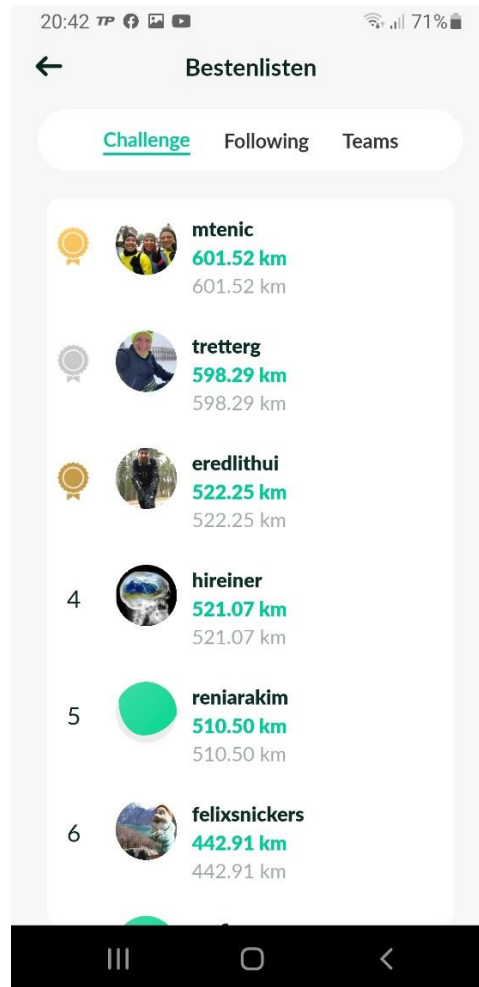 20:42 TP 71%
Bestenlisten
Challenge Following Teams
mtenic
601.52 km
601.52 km
tretterg
598.29 km
598.29 km
eredlithui
522.25 km
522.25 km
4
hireiner
521.07 km
521.07 km
5
reniarakim
510.50 km
510.50 km
6
felixsnickers
442.91 km
442.91 km